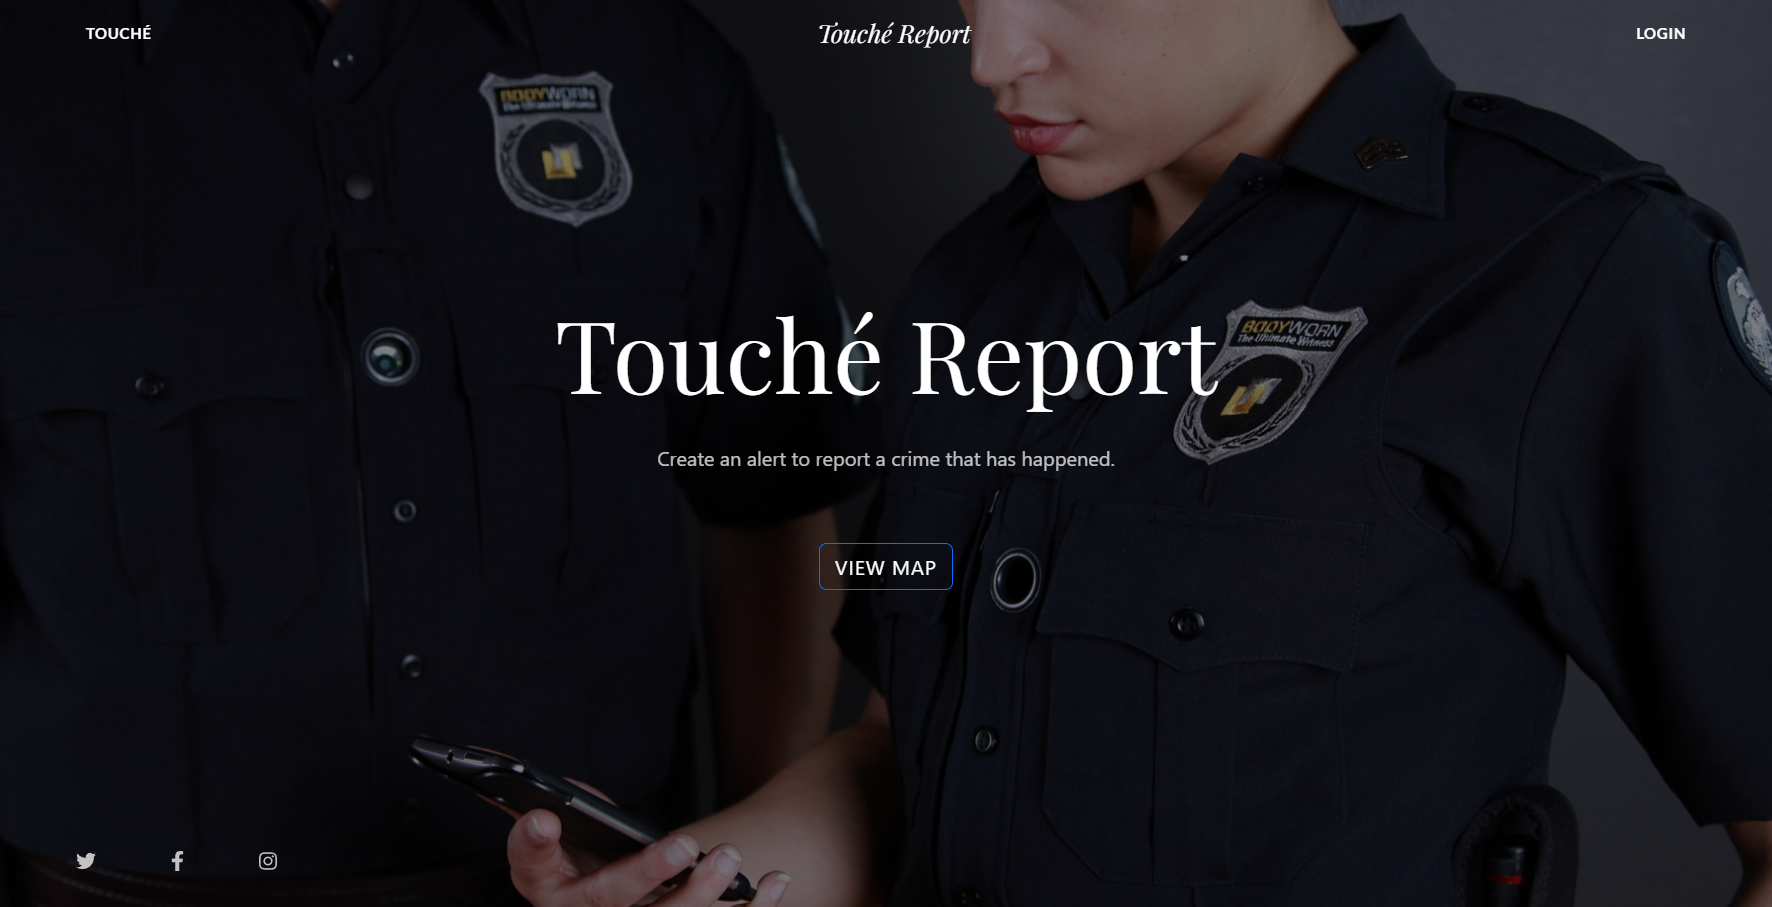 TOUCHÉ
Touché Report
LOGIN
BODYWORN
The Ultimate Witness
Touché Report
BODYWORN
The Ultimate Witness
Create an alert to report a crime that has happened.
VIEW MAP